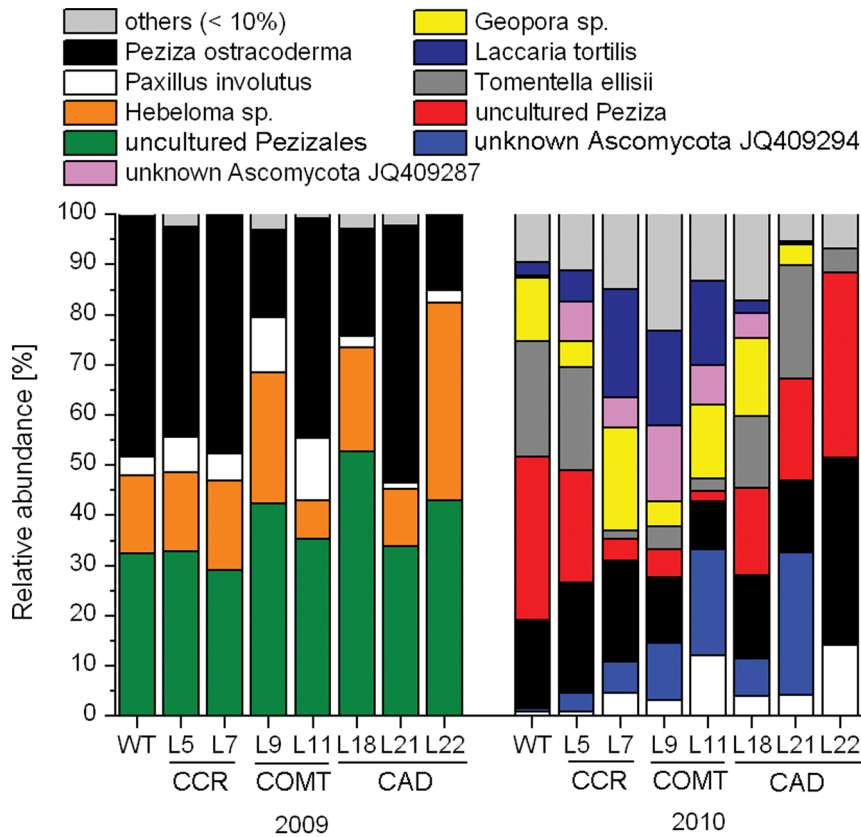 others (< 10%)
Peziza ostracoderma
Paxillus involutus
Hebeloma sp.
uncultured Pezizales
unknown Ascomycota JQ409287
Geopora sp.
Laccaria tortilis
Tomentella ellisii
uncultured Peziza
unknown Ascomycota JQ409294
Relative abundance [%]
100
90
80
70
60
50
40
30
20
10
0
WT L5 L7 L9 L11 L18 L21 L22
CCR COMT CAD
2009
WT L5 L7 L9 L11 L18 L21 L22
CCR COMT CAD
2010